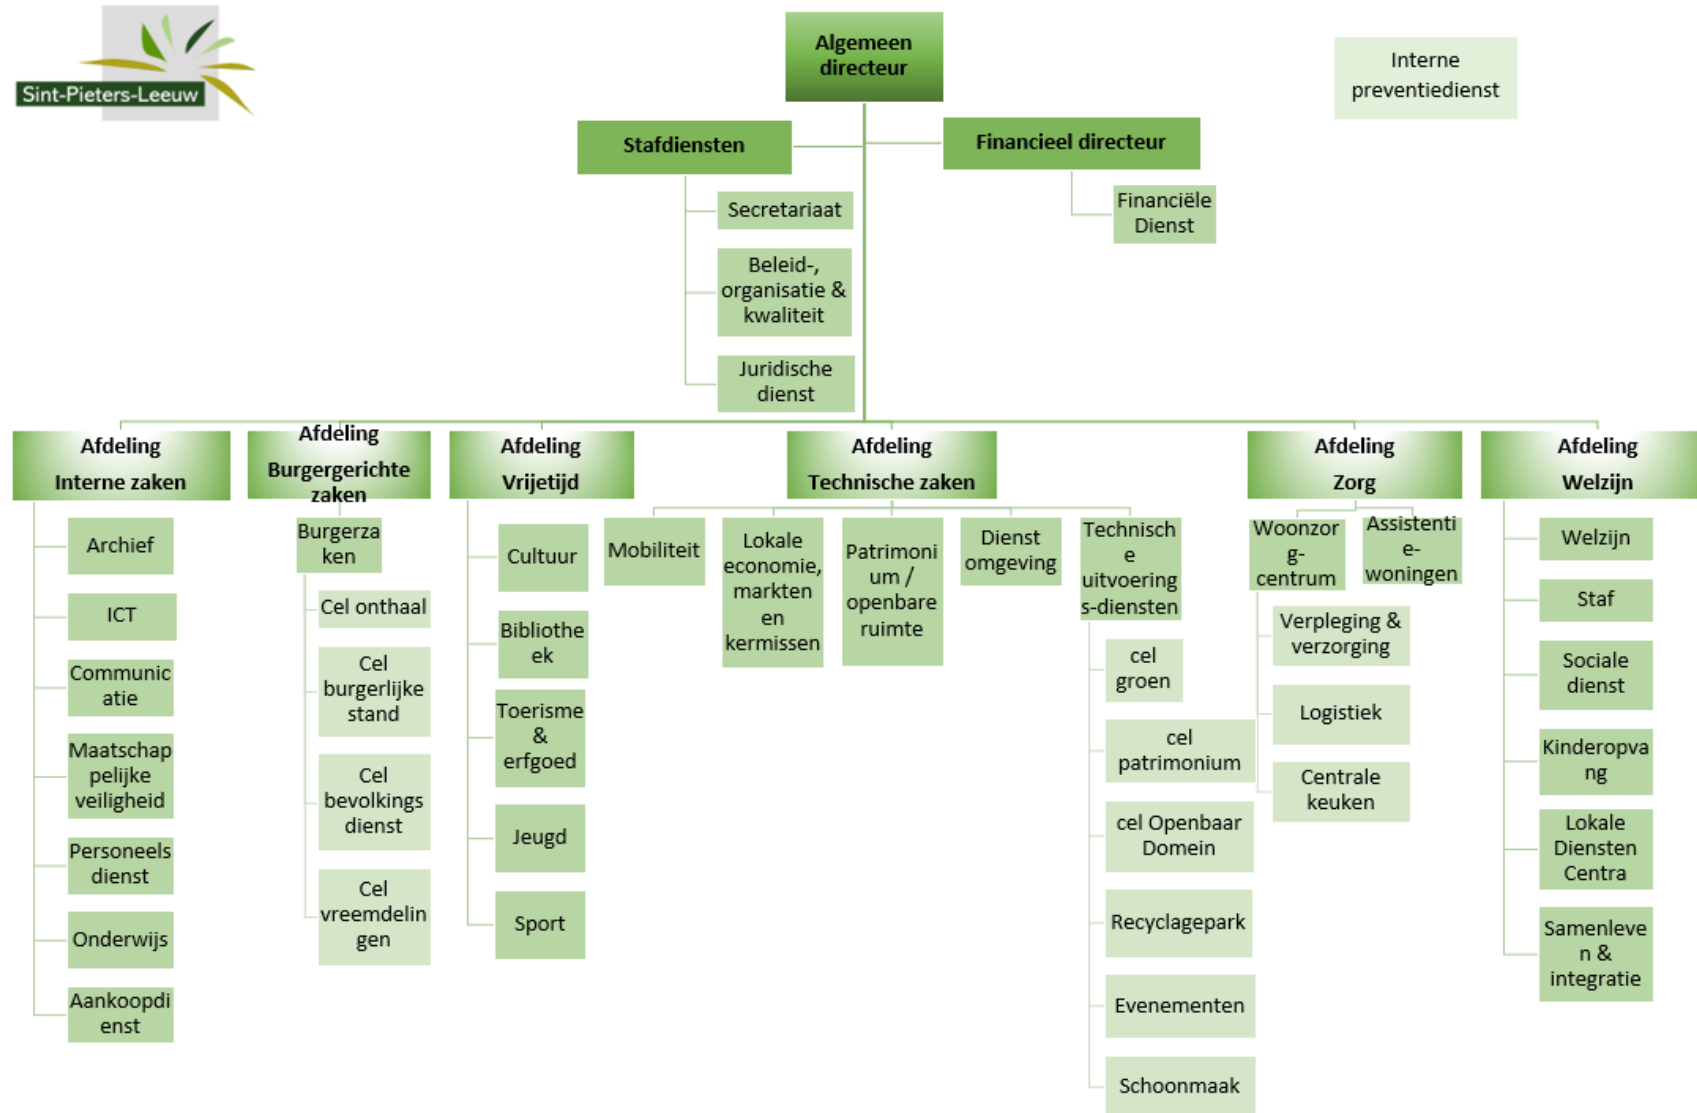 Sint-Pieters-Leeuw
Algemeen
directeur
Interne
preventiedienst
Stafdiensten
Financieel directeur
Secretariaat
Beleid-,
organisatie &
kwaliteit
Juridische
dienst
Financiële
Dienst
Afdeling
Interne zaken
Archief
ICT
Communic
atie
Maatschap
pelijke
veiligheid
Personeels
dienst
Onderwijs
Aankoopdi
enst
Afdeling
Burgergerichte
zaken
Burgerza
ken
Cel onthaal
Cel
burgerlijke
stand
Cel
bevolkings
dienst
Cel
vreemdelin
gen
Afdeling
Vrijetijd
Cultuur
Bibliothe
ek
Toerisme
&
erfgoed
Jeugd
Sport
Afdeling
Technische zaken
Mobiliteit
Lokale
economie,
markten
en
kermissen
Patrimoni
um /
openbare
ruimte
Dienst
omgeving
Technisch
e
uitvoering
s-diensten
cel
groen
cel
patrimonium
cel Openbaar
Domein
Recyclagepark
Evenementen
Schoonmaak
Afdeling
Zorg
Woonzor
g-
centrum
Verpleging &
verzorging
Logistiek
Centrale
keuken
Assistenti
e-
woningen
Afdeling
Welzijn
Welzijn
Staf
Sociale
dienst
Kinderopva
ng
Lokale
Diensten
Centra
Samenleve
n &
integratie